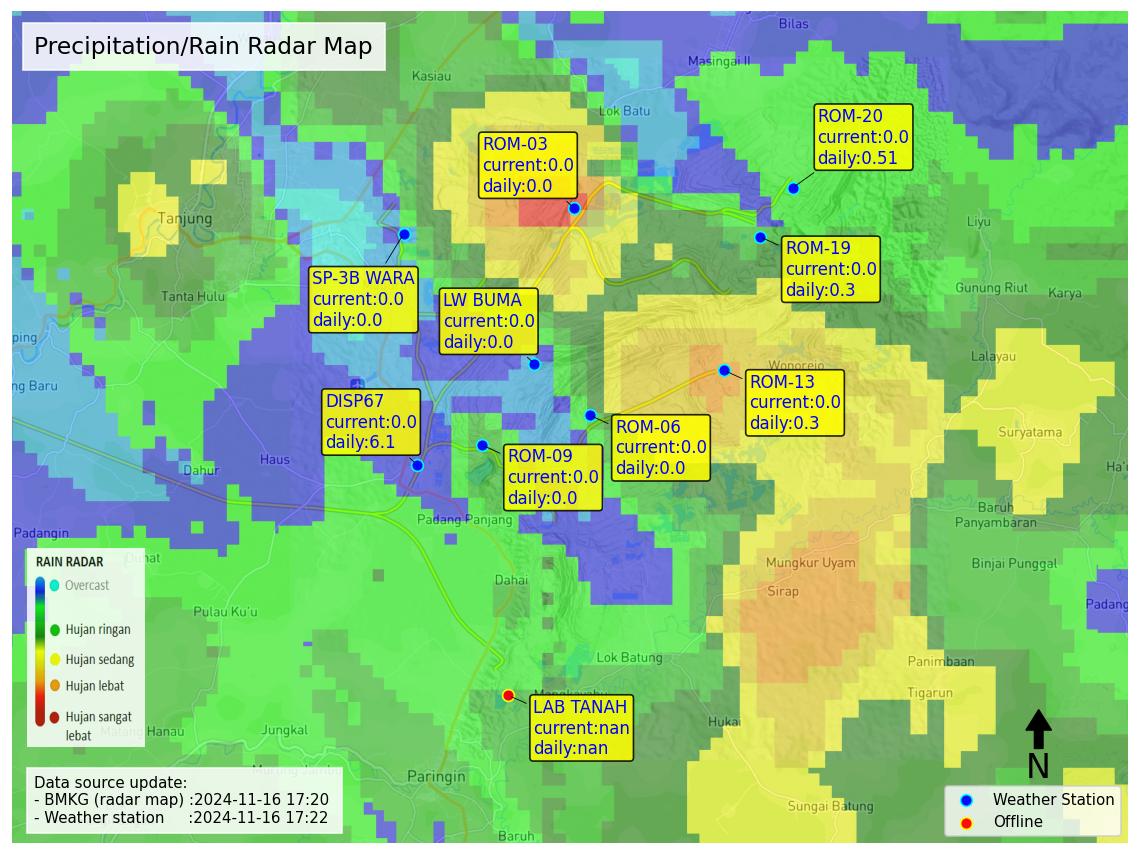 Precipitation/Rain Radar Map
Bilas
Masingai II
Kasiau
Lok Batu
ROM-20
current:0.0
daily:0.51
ROM-03
current:0.0
daily:0.0
Tanjung
Liyu
ROM-19
current:0.0
daily:0.3
SP-3B WARA
current:0.0
daily:0.0
Tanta Hulu
LW BUMA
current:0.0
daily:0.0
Gunung Riut
Karya
ping
Lalayau
Wonorejo
ng Baru
ROM-13
current:0.0
daily:0.3
DISP67
current:0.0
daily:6.1
ROM-06
current:0.0
daily:0.0
Suryatama
Haus
Dahur
ROM-09
current:0.0
daily:0.0
Ha'u
Padang Panjang
Baruh
Panyambaran
Padangin
Mungkur Uyam
Binjai Punggal
Dahai
Sirap
Padang
Pulau Ku'u
RAIN RADAR
Overcast
Hujan ringan
Hujan sedang
Hujan lebat
Hujan sangat
lebat
Lok Batung
Panimbaan
Tigarun
LAB TANAH
current:nan
daily:nan
Hukai
Jungkal
Paringin
Sungai Batung
Baruh
N
Data source update:
- BMKG (radar map) :2024-11-16 17:20
- Weather station :2024-11-16 17:22
Weather Station
Offline